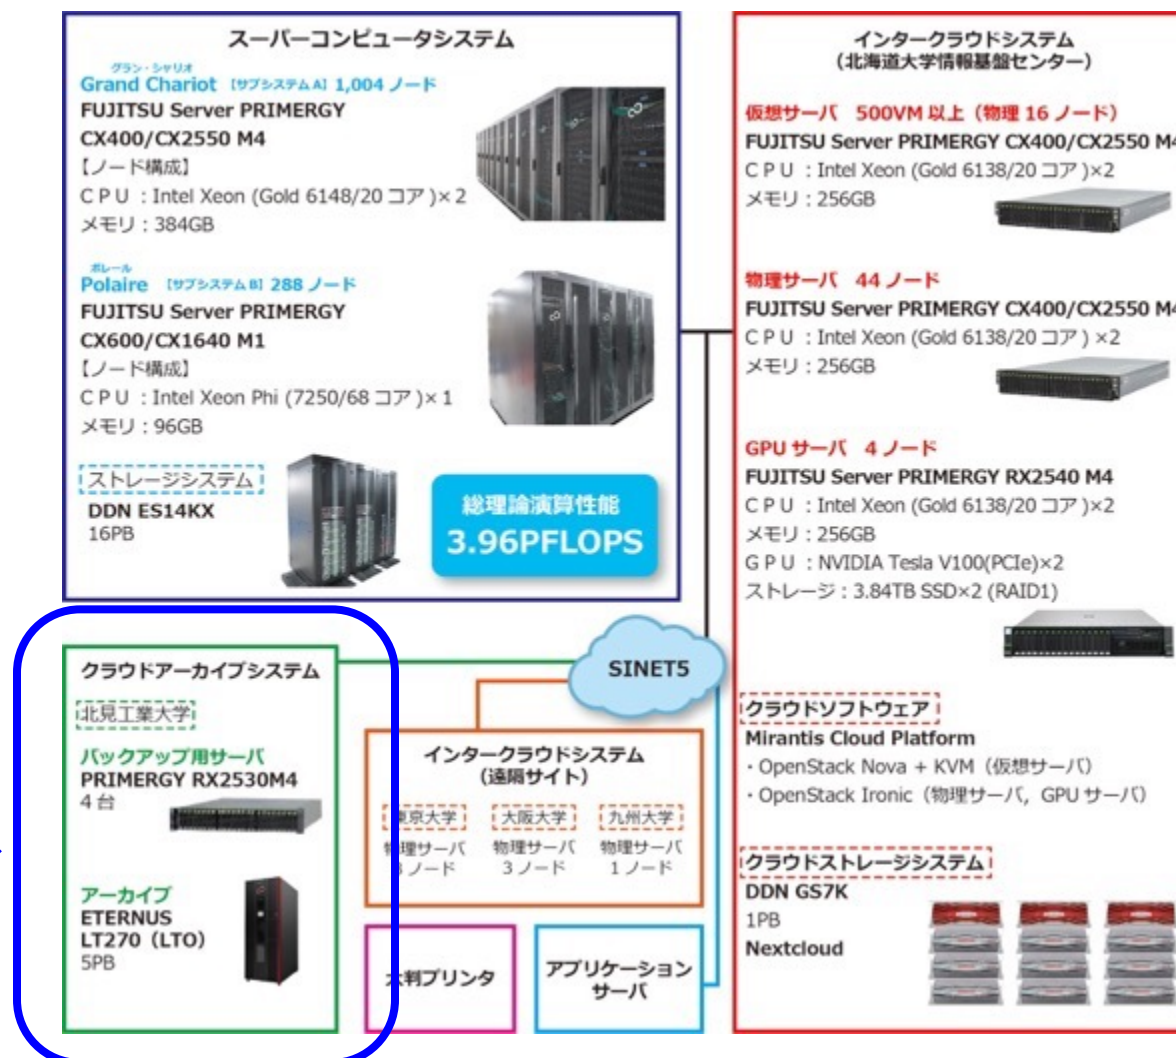 スーパーコンピュータシステム
グラン・シャリオ
Grand Chariot 【サブシステム A】 1,004 ノード
FUJITSU Server PRIMERGY
CX400/CX2550 M4
【ノード構成】
ＣＰＵ：Intel Xeon (Gold 6148/20 コア )×2
メモリ：384GB
ポレール
Polaire 【サブシステム B】 288 ノード
FUJITSU Server PRIMERGY
CX600/CX1640 M1
【ノード構成】
ＣＰＵ：Intel Xeon Phi (7250/68 コア )×1
メモリ：96GB
ストレージシステム
DDN ES14KX
16PB
総理論演算性能
3.96PFLOPS
クラウドアーカイブシステム
北見工業大学
バックアップ用サーバ
PRIMERGY RX2530M4
4 台
アーカイブ
ETERNUS
LT270（LTO）
5PB
SINET5
インタークラウドシステム
（遠隔サイト）
大阪大学
物理サーバ
3 ノード
九州大学
物理サーバ
1 ノード
アプリケーション
サーバ
インタークラウドシステム
（北海道大学情報基盤センター）
仮想サーバ 500VM 以上（物理 16 ノード）
FUJITSU Server PRIMERGY CX400/CX2550 M4
ＣＰＵ：Intel Xeon (Gold 6138/20 コア )×2
メモリ：256GB
物理サーバ 44 ノード
FUJITSU Server PRIMERGY CX400/CX2550 M4
ＣＰＵ：Intel Xeon (Gold 6138/20 コア ) ×2
メモリ：256GB
GPU サーバ 4 ノード
FUJITSU Server PRIMERGY RX2540 M4
ＣＰＵ：Intel Xeon (Gold 6138/20 コア )×2
メモリ：256GB
ＧＰＵ：NVIDIA Tesla V100(PCIe)×2
ストレージ：3.84TB SSD×2 (RAID1)
クラウドソフトウェア
Mirantis Cloud Platform
・OpenStack Nova + KVM（仮想サーバ）
・OpenStack Ironic（物理サーバ，GPU サーバ）
クラウドストレージシステム
DDN GS7K
1PB
Nextcloud